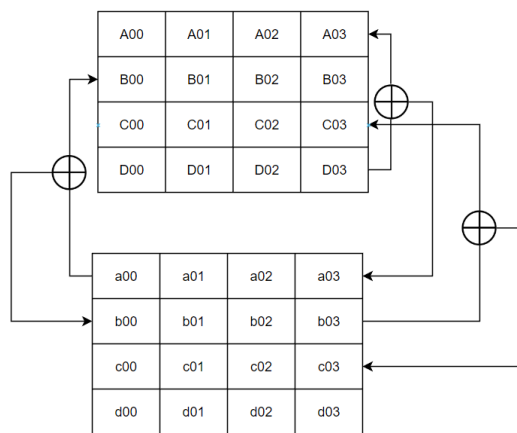 A00 A01 A02 A03
B00 B01 B02 B03
C00 C01 C02 C03
D00 D01 D02 D03
a00 a01 a02 a03
b00 b01 b02 b03
c00 c01 c02 c03
d00 d01 d02 d03